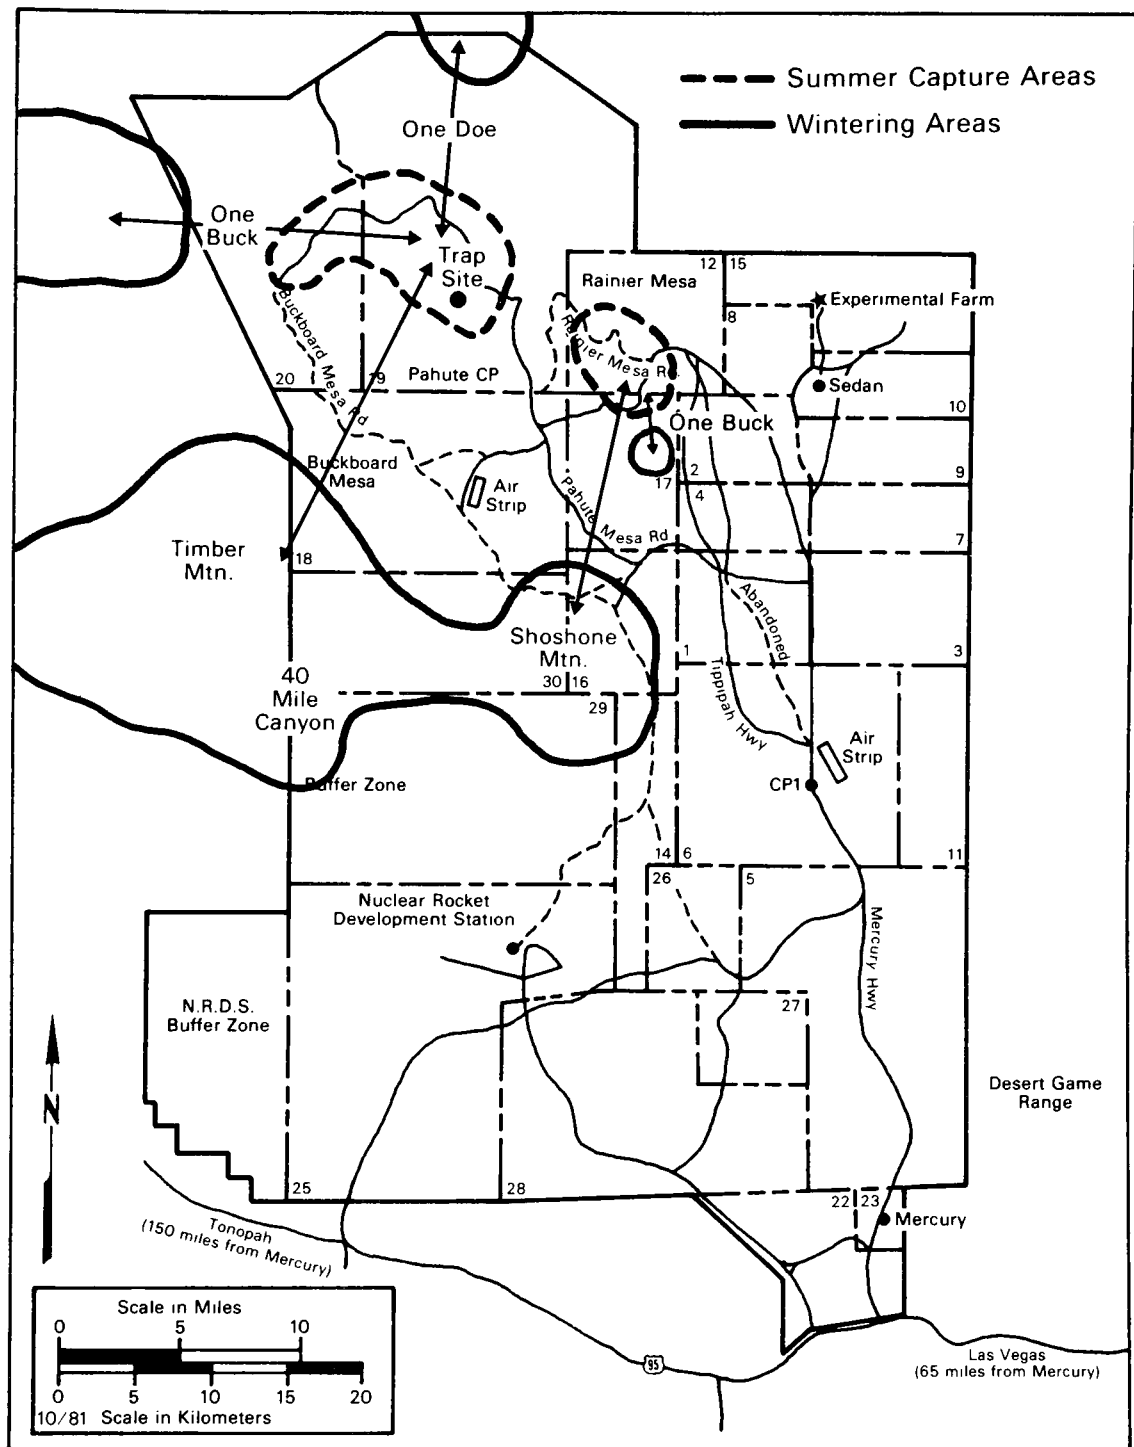 Summer Capture Areas
Wintering Areas
One Doe
One
Buck
Trap
Site
12
15
Rainier Mesa
Experimental Farm
8
Buckboard Mesa Rd
Rainier Mesa Rd.
20
19
Pahute CP
Sedan
10
One Buck
Buckboard
Mesa
Air
Strip
17
2
4
9
Pahute Mesa Rd
7
Timber
Mtn.
18
Abandoned
Shoshone
Mtn.
1
3
Tippipah Hwy
40
Mile
Canyon
30
16
29
Air
Strip
Buffer Zone
CP1
14
6
11
26
5
Nuclear Rocket
Development Station
Mercury Hwy
N.R.D.S.
Buffer Zone
27
N
Desert Game
Range
25
28
22
23
Mercury
Tonopah
(150 miles from Mercury)
Scale in Miles
0 5 10
0 5 10 15 20
10/81 Scale in Kilometers
95
Las Vegas
(65 miles from Mercury)